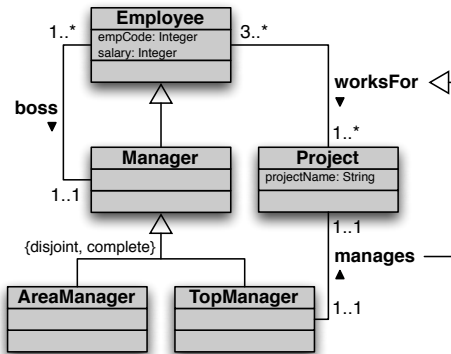 Employee
empCode: Integer
salary: Integer
1..*
3..*
boss
worksFor
1..*
Manager
Project
projectName: String
1..1
1..1
{disjoint, complete}
manages
AreaManager
TopManager
1..1